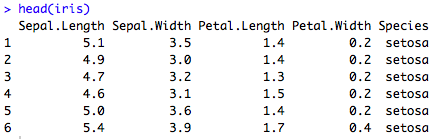 > head(iris)
Sepal.Length Sepal.Width Petal.Length Petal.Width Species
1 5.1 3.5 1.4 0.2 setosa
2 4.9 3.0 1.4 0.2 setosa
3 4.7 3.2 1.3 0.2 setosa
4 4.6 3.1 1.5 0.2 setosa
5 5.0 3.6 1.4 0.2 setosa
6 5.4 3.9 1.7 0.4 setosa